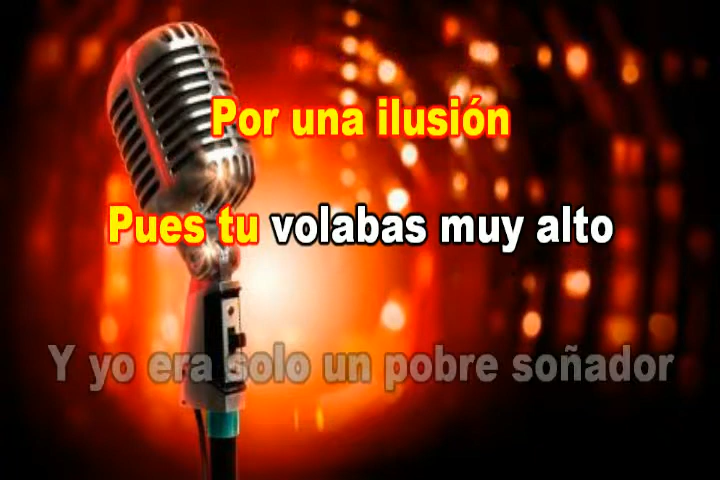 Por una ilusión
Pues tu volabas muy alto
Y yo era solo un pobre soñador